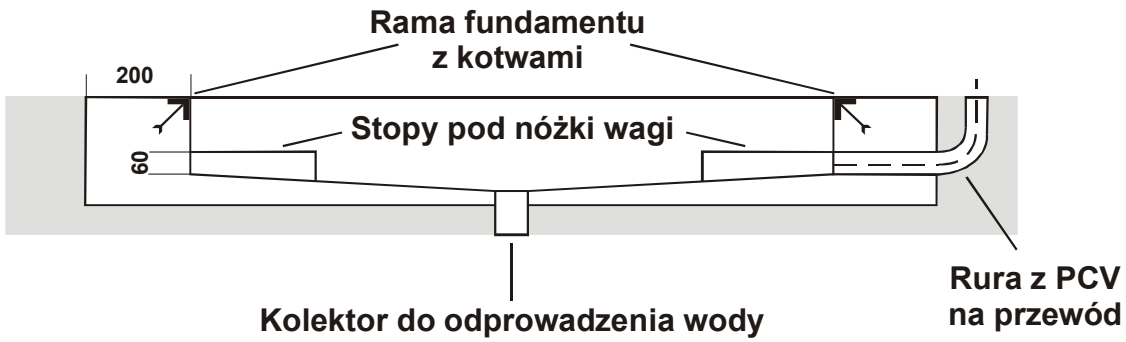 Rama fundamentu
z kotwami
200
Stopy pod nóżki wagi
60
Rura z PCV
na przewód
Kolektor do odprowadzenia wody